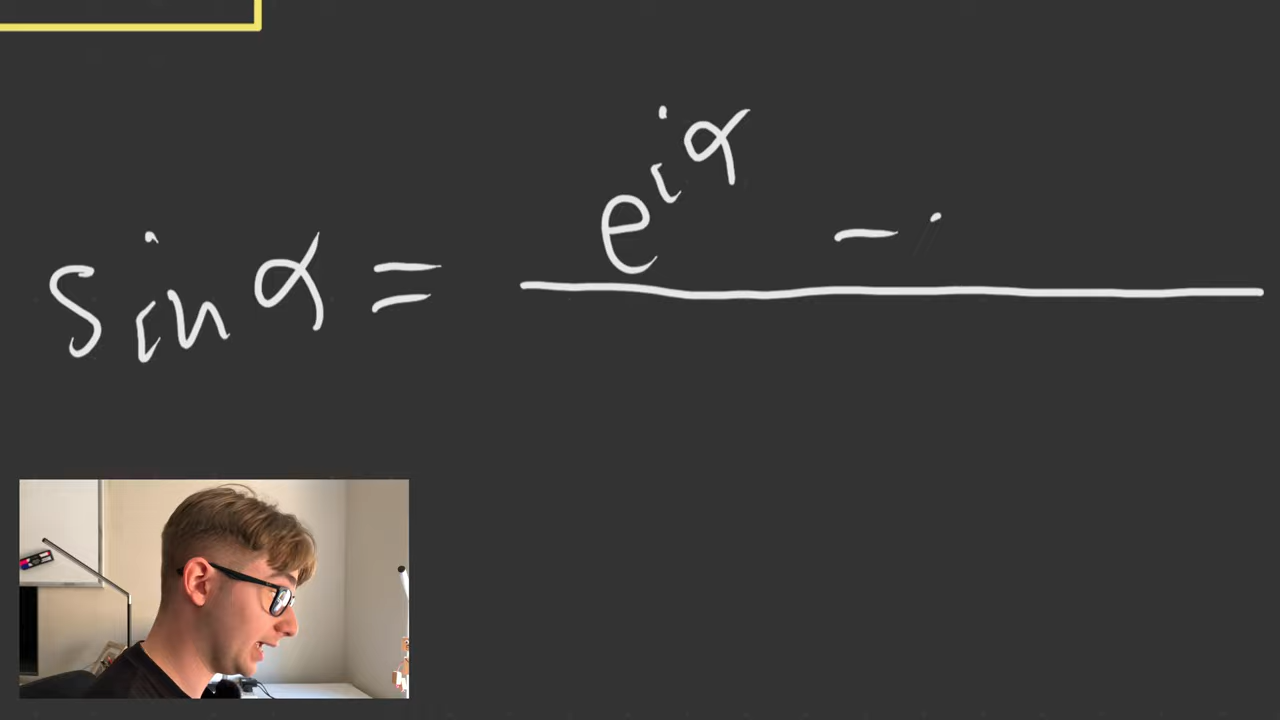 sin α = e^{iα} -